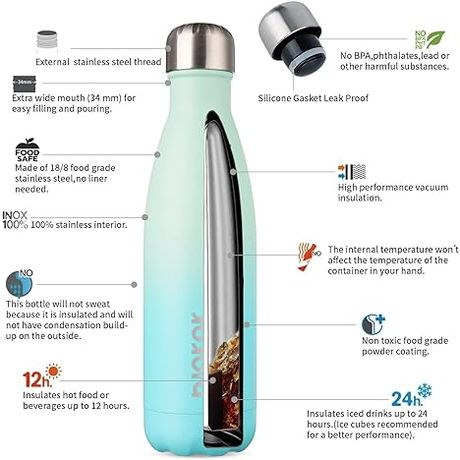 External stainless steel thread
34mm
Extra wide mouth (34 mm) for
easy filling and pouring.
FOOD
SAFE
Made of 18/8 food grade
stainless steel,no liner
needed.
INOX
100% 100% stainless interior.
NO
This bottle will not sweat
because it is insulated and will
not have condensation build-
up on the outside.
12h.
Insulates hot food or
beverages up to 12 hours.
NO
No BPA,phthalates,lead or
other harmful substances.
Silicone Gasket Leak Proof
High performance vacuum
insulation.
NO
The internal temperature won´t
affect the temperature of the
container in your hand.
Non toxic food grade
powder coating.
24h.
Insulates iced drinks up to 24
hours.(Ice cubes recommended
for a better performance).